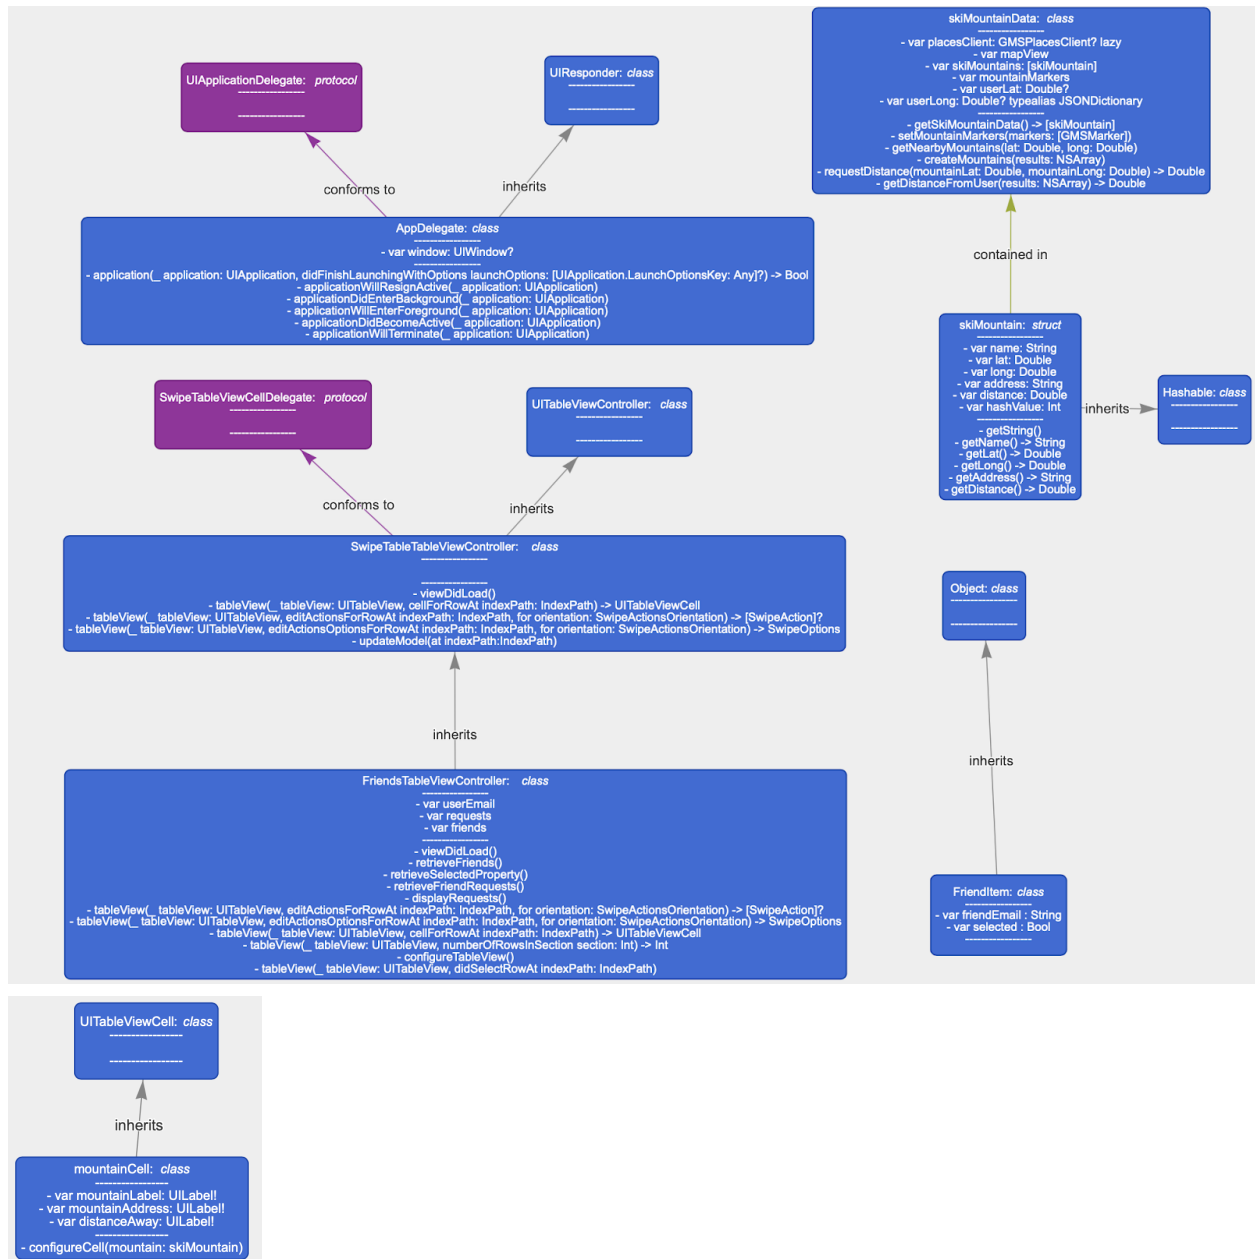 skiMountainData: class
-----------------
- var placesClient: GMSPlacesClient? lazy
- var mapView
- var skiMountains: [skiMountain]
- var mountainMarkers
- var userLat: Double?
- var userLong: Double? typealias JSONDictionary
-----------------
- getSkiMountainData() -> [skiMountain]
- setMountainMarkers(markers: [GMSMarker])
- getNearbyMountains(lat: Double, long: Double)
- createMountains(results: NSArray)
- requestDistance(mountainLat: Double, mountainLong: Double) -> Double
- getDistanceFromUser(results: NSArray) -> Double
UIApplicationDelegate: protocol
-----------------
-----------------
UIResponder: class
-----------------
-----------------
conforms to
inherits
AppDelegate: class
-----------------
- var window: UIWindow?
-----------------
- application(_ application: UIApplication, didFinishLaunchingWithOptions launchOptions: [UIApplication.LaunchOptionsKey: Any]?) -> Bool
- applicationWillResignActive(_ application: UIApplication)
- applicationDidEnterBackground(_ application: UIApplication)
- applicationWillEnterForeground(_ application: UIApplication)
- applicationDidBecomeActive(_ application: UIApplication)
- applicationWillTerminate(_ application: UIApplication)
contained in
skiMountain: struct
-----------------
- var name: String
- var lat: Double
- var long: Double
- var address: String
- var distance: Double
- var hashValue: Int
-----------------
- getString()
- getName() -> String
- getLat() -> Double
- getLong() -> Double
- getAddress() -> String
- getDistance() -> Double
inherits
Hashable: class
-----------------
-----------------
SwipeTableViewCellDelegate: protocol
-----------------
-----------------
UITableViewController: class
-----------------
-----------------
conforms to
inherits
SwipeTableTableViewController: class
-----------------
-----------------
- viewDidLoad()
- tableView(_ tableView: UITableView, cellForRowAt indexPath: IndexPath) -> UITableViewCell
- tableView(_ tableView: UITableView, editActionsForRowAt indexPath: IndexPath, for orientation: SwipeActionsOrientation) -> [SwipeAction]?
- tableView(_ tableView: UITableView, editActionsOptionsForRowAt indexPath: IndexPath, for orientation: SwipeActionsOrientation) -> SwipeOptions
- updateModel(at indexPath:IndexPath)
Object: class
-----------------
-----------------
inherits
inherits
FriendsTableViewController: class
-----------------
- var userEmail
- var requests
- var friends
-----------------
- viewDidLoad()
- retrieveFriends()
- retrieveSelectedProperty()
- retrieveFriendRequests()
- displayRequests()
- tableView(_ tableView: UITableView, editActionsForRowAt indexPath: IndexPath, for orientation: SwipeActionsOrientation) -> [SwipeAction]?
- tableView(_ tableView: UITableView, editActionsOptionsForRowAt indexPath: IndexPath, for orientation: SwipeActionsOrientation) -> SwipeOptions
- tableView(_ tableView: UITableView, cellForRowAt indexPath: IndexPath) -> UITableViewCell
- tableView(_ tableView: UITableView, numberOfRowsInSection section: Int) -> Int
- configureTableView()
- tableView(_ tableView: UITableView, didSelectRowAt indexPath: IndexPath)
FriendItem: class
-----------------
- var friendEmail : String
- var selected : Bool
-----------------
UITableViewCell: class
-----------------
-----------------
inherits
mountainCell: class
-----------------
- var mountainLabel: UILabel!
- var mountainAddress: UILabel!
- var distanceAway: UILabel!
-----------------
- configureCell(mountain: skiMountain)